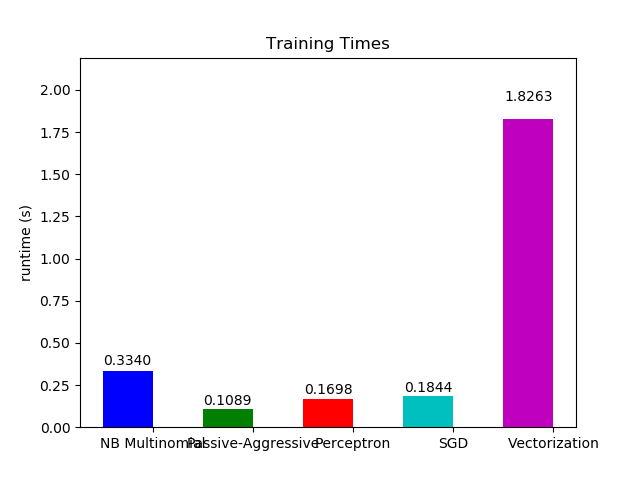 Training Times
runtime (s)
2.00
1.75
1.50
1.25
1.00
0.75
0.50
0.25
0.00
0.3340
0.1089
0.1698
0.1844
1.8263
NB Multinomial
Passive-Aggressive
Perceptron
SGD
Vectorization